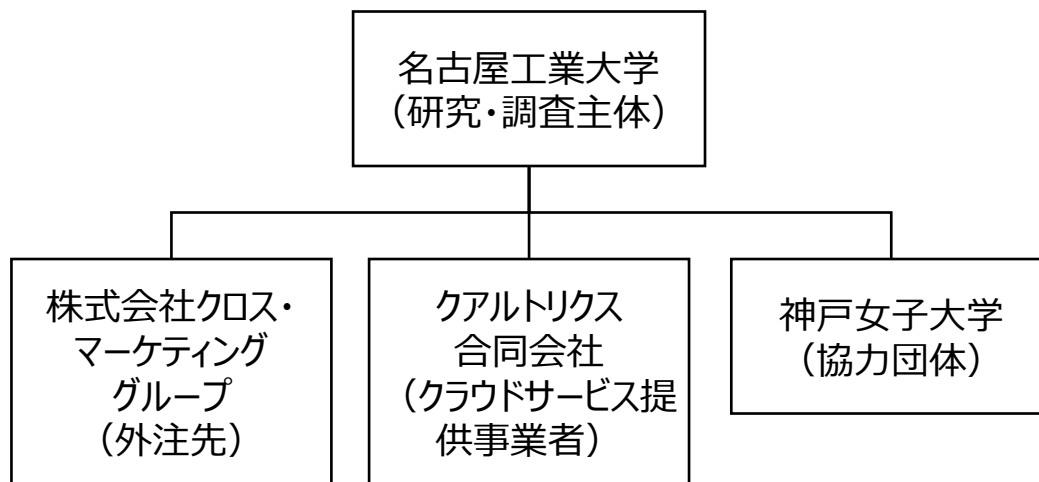 名古屋工業大学
（研究・調査主体）
株式会社クロス・
マーケティング
グループ
（外注先）
クアルトリクス
合同会社
（クラウドサービス提
供事業者）
神戸女子大学
（協力団体）